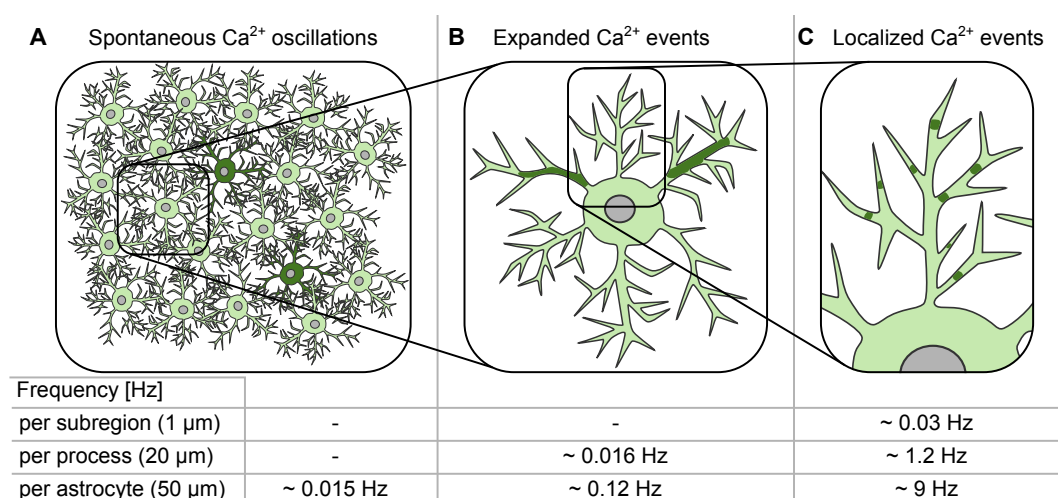 A Spontaneous Ca²⁺ oscillations B Expanded Ca²⁺ events C Localized Ca²⁺ events
Frequency [Hz]
per subregion (1 µm) - - ~ 0.03 Hz
per process (20 µm) - ~ 0.016 Hz ~ 1.2 Hz
per astrocyte (50 µm) ~ 0.015 Hz ~ 0.12 Hz ~ 9 Hz